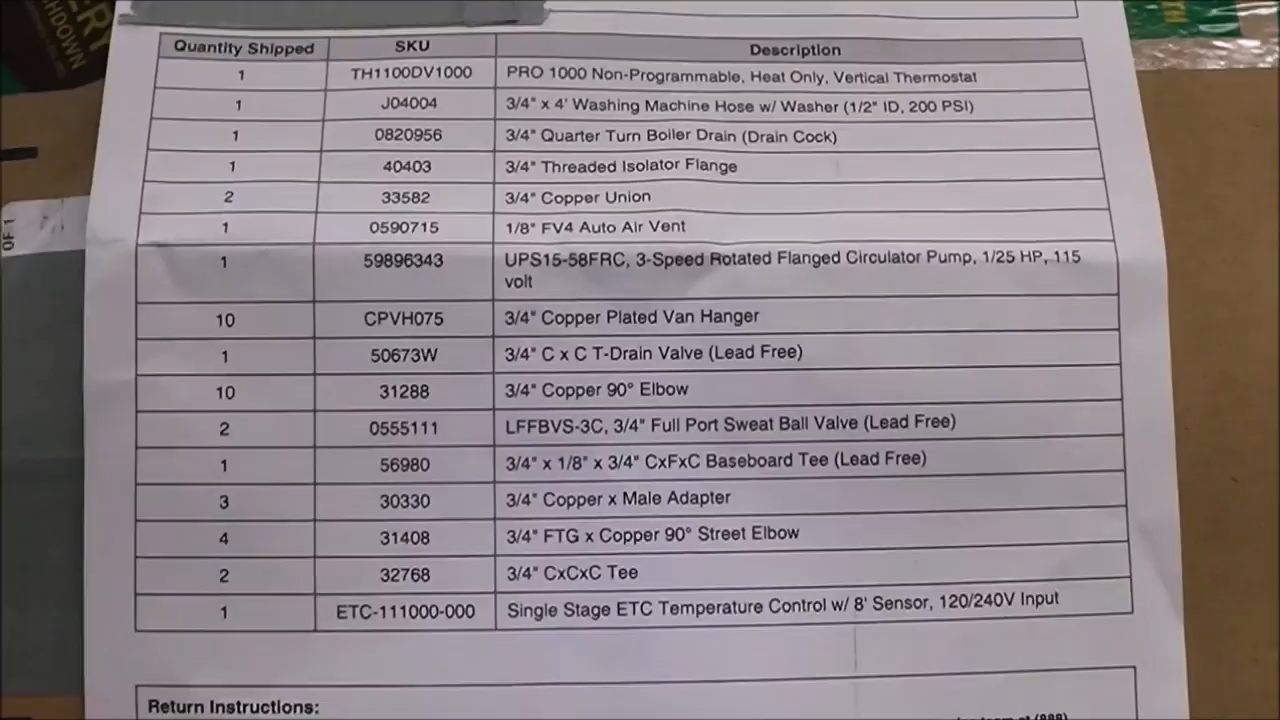 Quantity Shipped SKU Description
1 TH1100DV1000 PRO 1000 Non-Programmable, Heat Only, Vertical Thermostat
1 J04004 3/4" x 4' Washing Machine Hose w/ Washer (1/2" ID, 200 PSI)
1 0820956 3/4" Quarter Turn Boiler Drain (Drain Cock)
1 40403 3/4" Threaded Isolator Flange
2 33582 3/4" Copper Union
1 0590715 1/8" FV4 Auto Air Vent
1 59896343 UPS15-58FRC, 3-Speed Rotated Flanged Circulator Pump, 1/25 HP, 115
volt
10 CPVH075 3/4" Copper Plated Van Hanger
1 50673W 3/4" C x C T-Drain Valve (Lead Free)
10 31288 3/4" Copper 90° Elbow
2 0555111 LFFBVS-3C, 3/4" Full Port Sweat Ball Valve (Lead Free)
1 56980 3/4" x 1/8" x 3/4" CxFxC Baseboard Tee (Lead Free)
3 30330 3/4" Copper x Male Adapter
4 31408 3/4" FTG x Copper 90° Street Elbow
2 32768 3/4" CxCxC Tee
1 ETC-111000-000 Single Stage ETC Temperature Control w/ 8' Sensor, 120/240V Input
Return Instructions:
OF 1